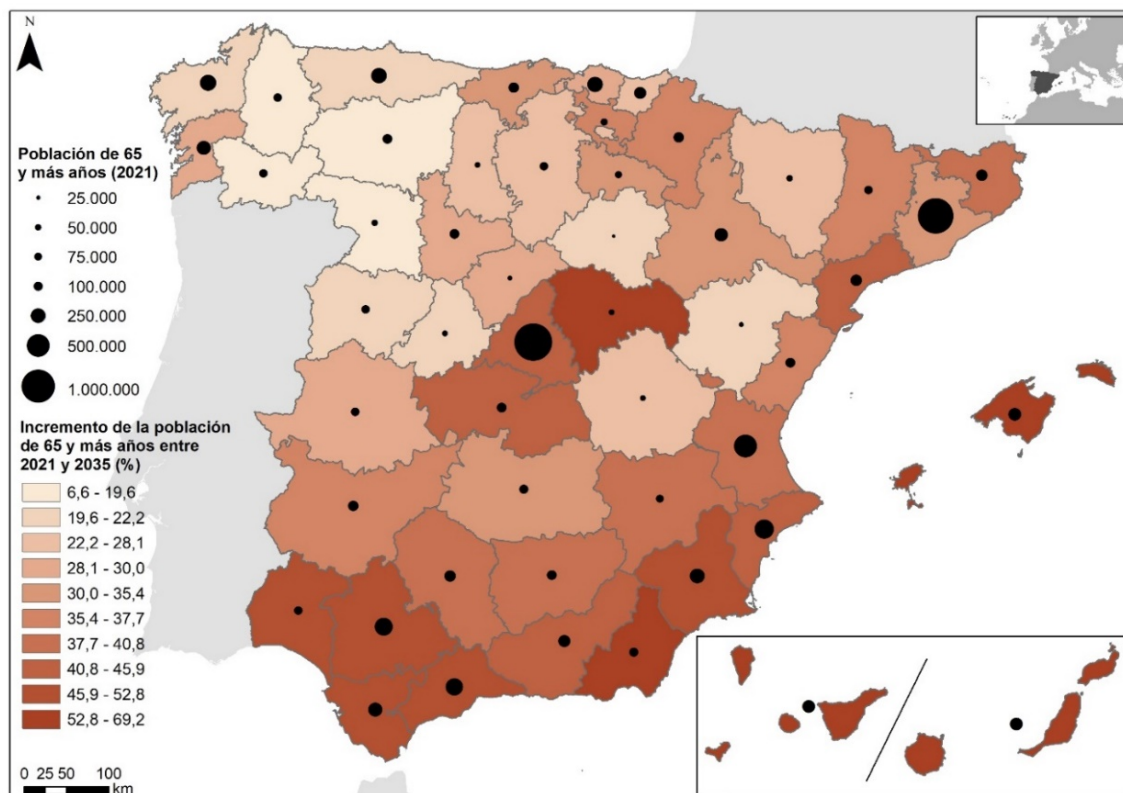 N
Población de 65
y más años (2021)
25.000
50.000
75.000
100.000
250.000
500.000
1.000.000
Incremento de la población
de 65 y más años entre
2021 y 2035 (%)
6,6 - 19,6
19,6 - 22,2
22,2 - 28,1
28,1 - 30,0
30,0 - 35,4
35,4 - 37,7
37,7 - 40,8
40,8 - 45,9
45,9 - 52,8
52,8 - 69,2
0 25 50 100
km